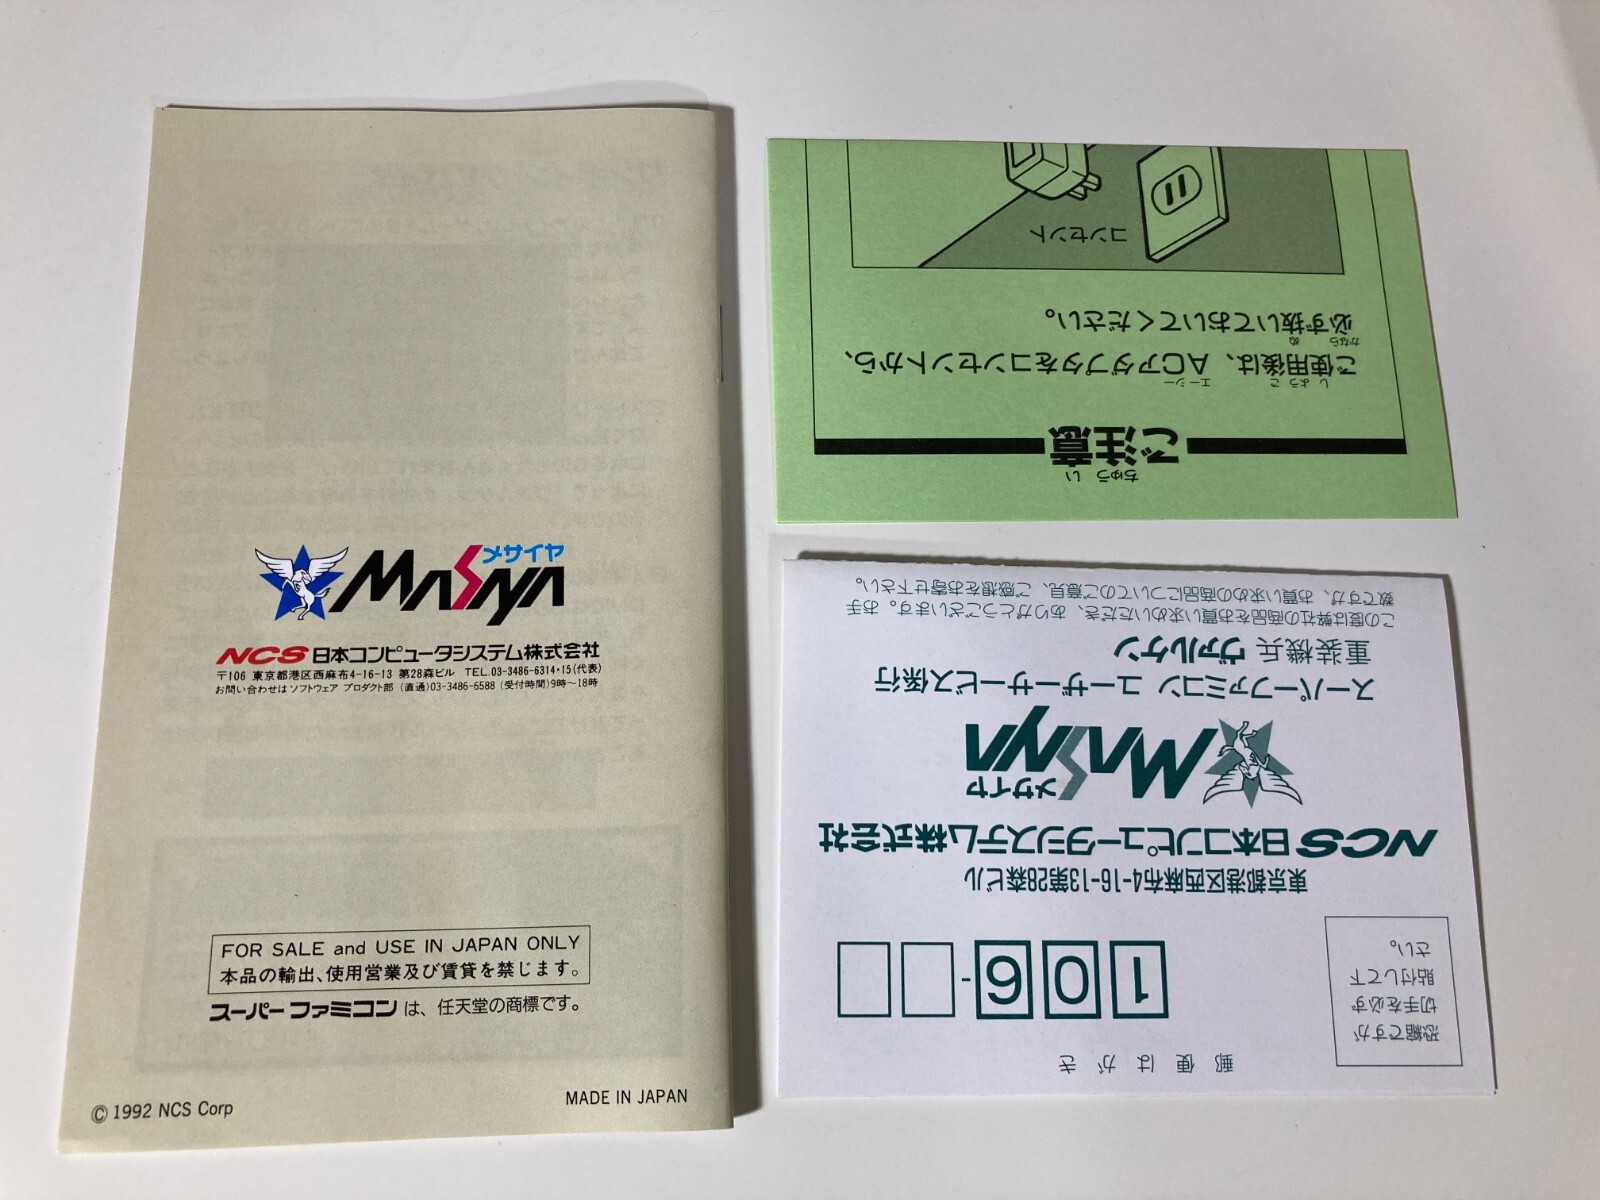 メサイヤ
MASAYA
NCS 日本コンピュータシステム株式会社
〒106 東京都港区西麻布4-16-13 第28森ビル TEL.03-3486-6314・15(代表)
お問い合わせは ソフトウェア プロダクト部 (直通)03-3486-6588 (受付時間)9時〜18時
FOR SALE and USE IN JAPAN ONLY
本品の輸出、使用営業及び賃貸を禁じます。
スーパーファミコン は、任天堂の商標です。
© 1992 NCS Corp
MADE IN JAPAN
ちゅうい
ご注意
しようご エーシー
ご使用後は、ACアダプタをコンセントから、
かなら ぬ
必ず抜いておいてください。
コンセント
郵便はがき
恐縮ですが
切手を必ず
貼付して下
さい。
106-
東京都港区西麻布4-16-13第28森ビル
NCS 日本コンピュータシステム株式会社
メサイヤ
MASAYA
スーパーファミコン ユーザーサービス係行
重装機兵 ヴァルケン
この度は弊社の商品をお買い求めいただき、ありがとうございます。お手
数ですが、お買い求めの商品についてのご意見、ご感想をお寄せ下さい。